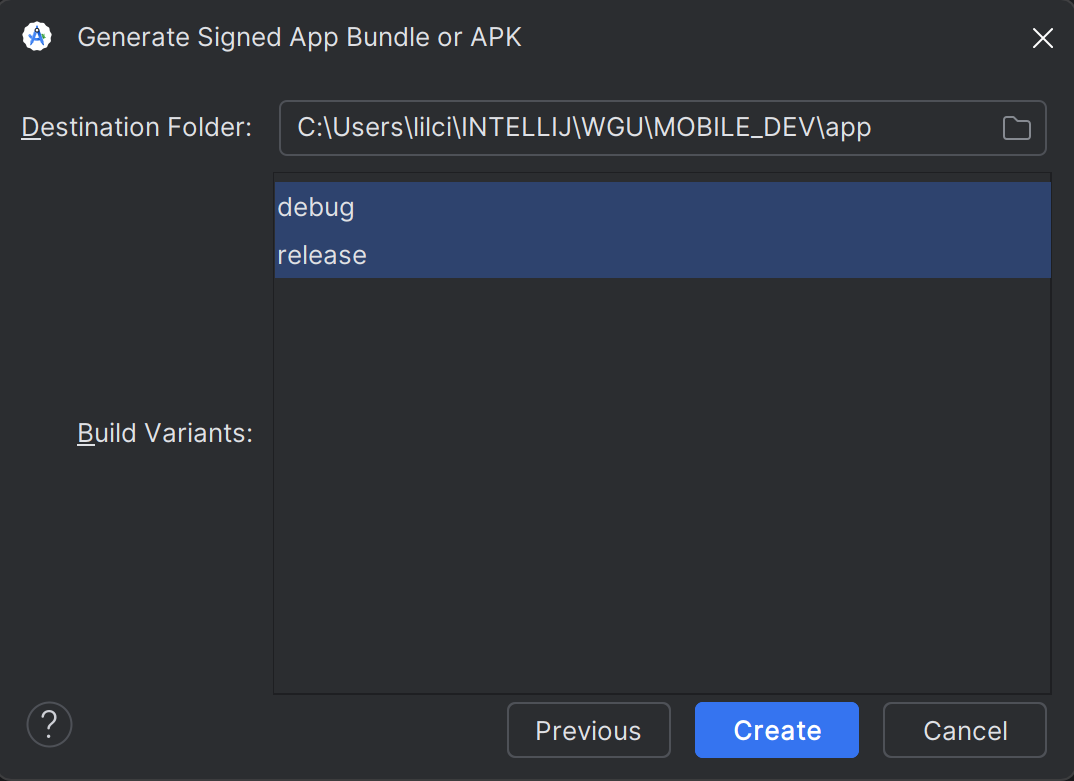 Generate Signed App Bundle or APK
Destination Folder: C:\Users\lilci\INTELLIJ\WGU\MOBILE_DEV\app
debug
release
Build Variants:
? Previous Create Cancel